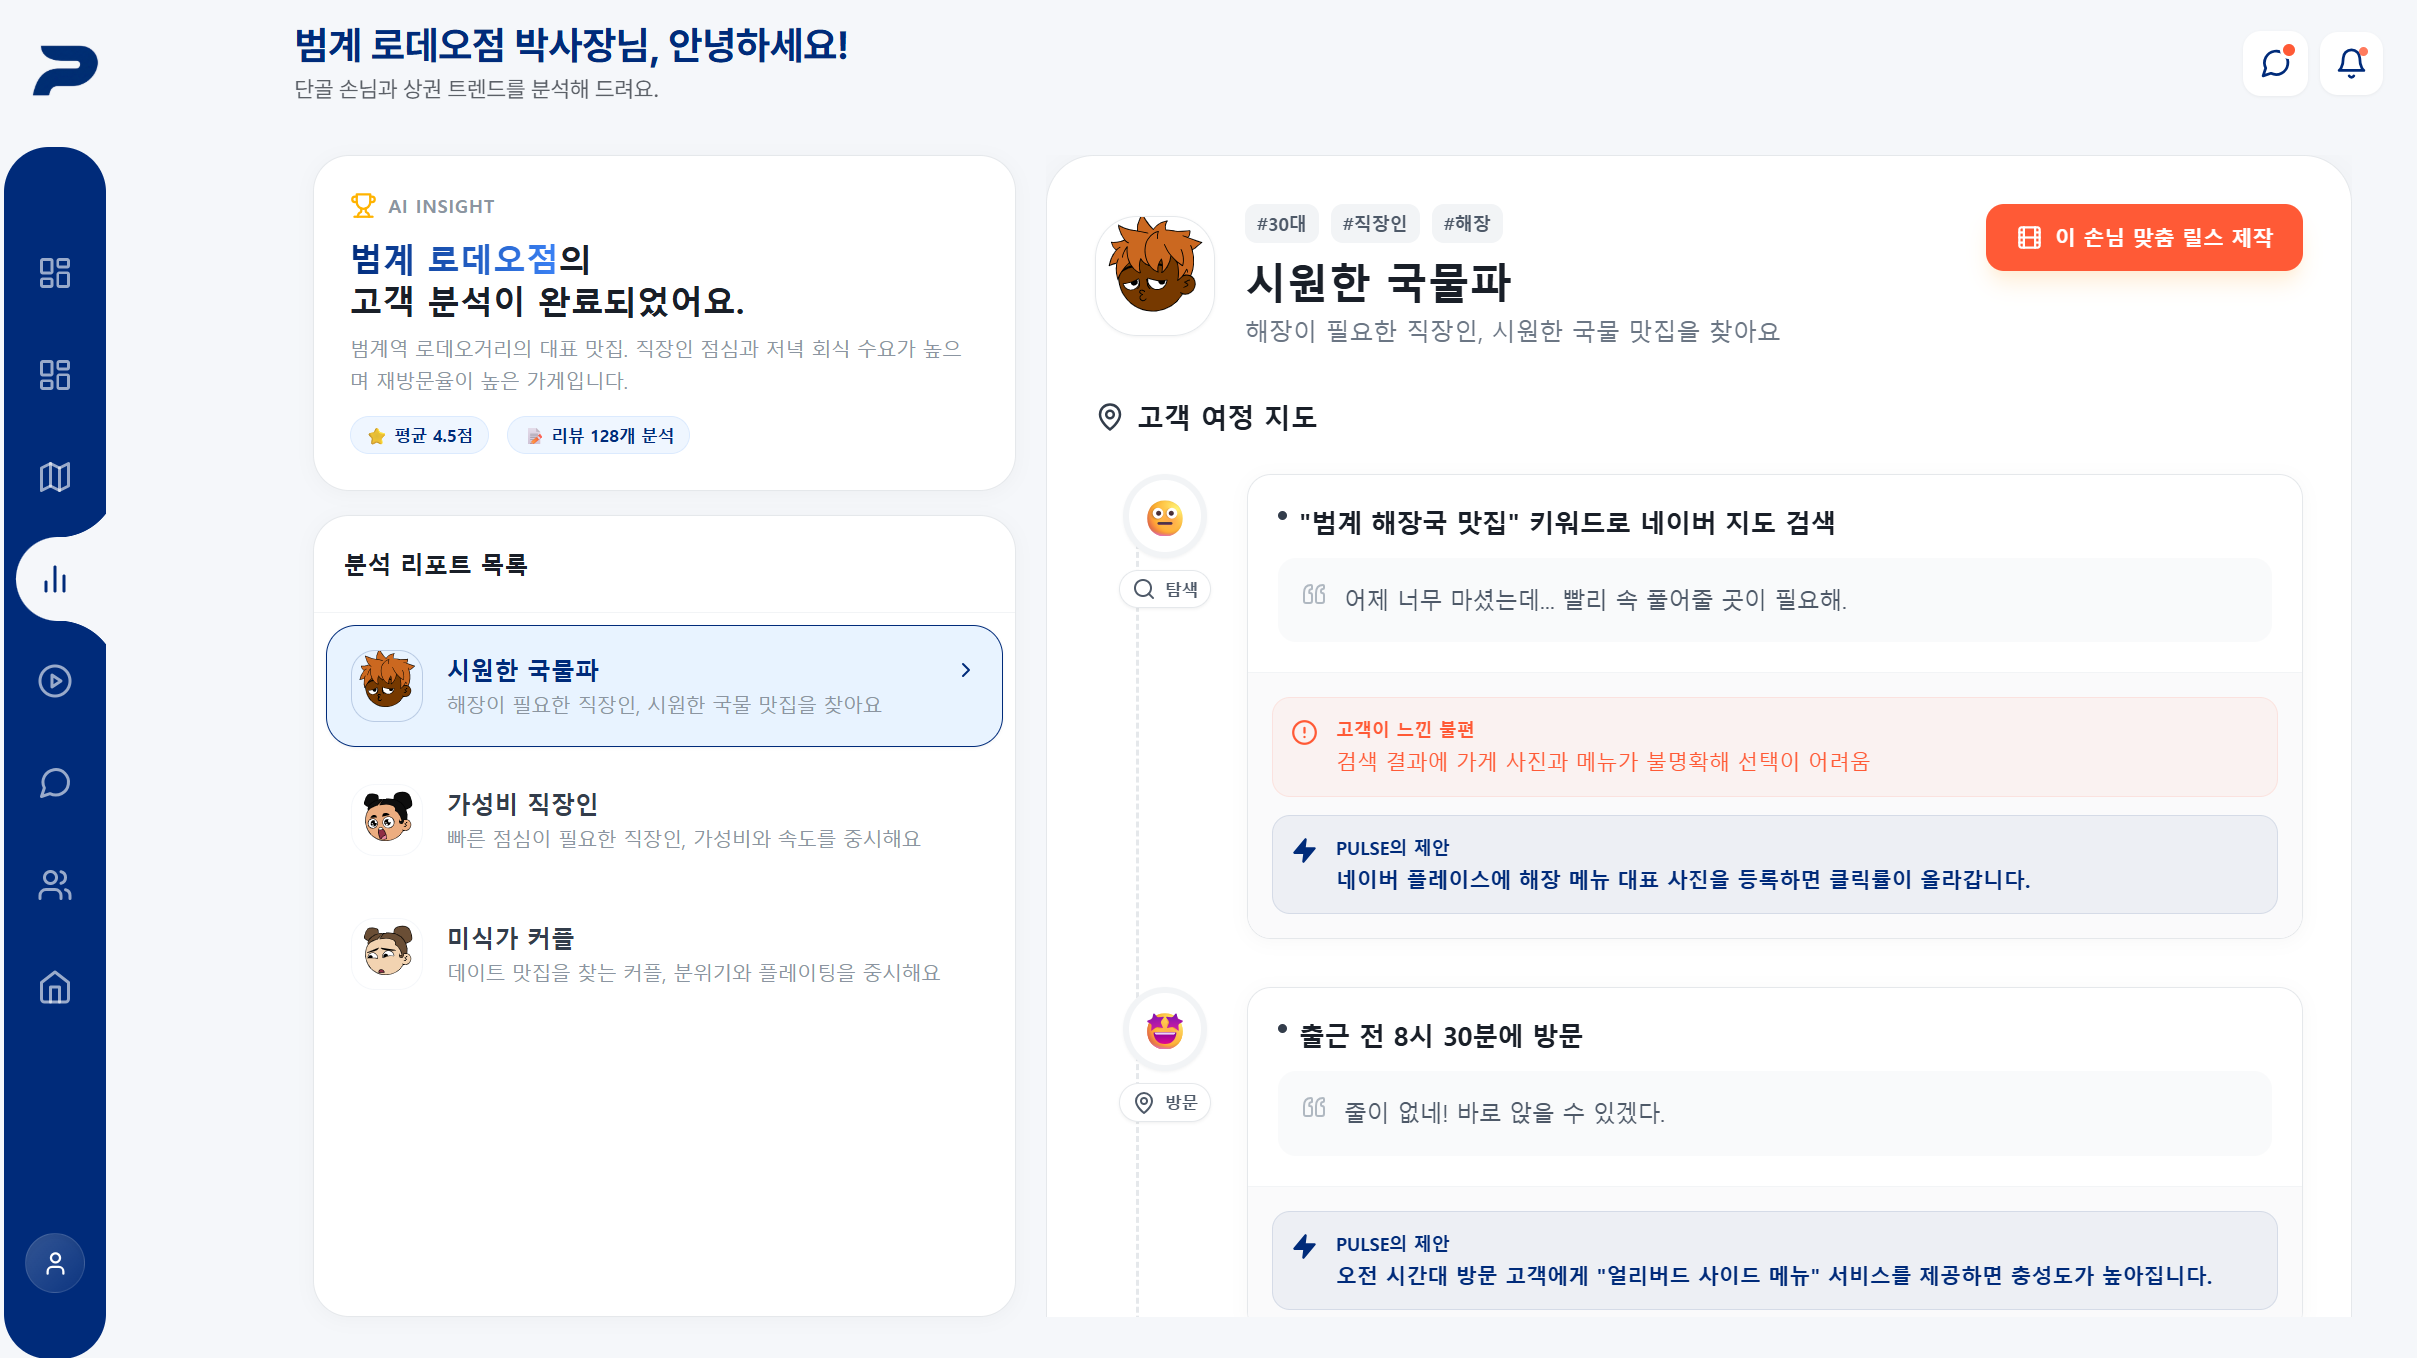 범계 로데오점 박사장님, 안녕하세요!
단골 손님과 상권 트렌드를 분석해 드려요.
AI INSIGHT
범계 로데오점의
고객 분석이 완료되었어요.
범계역 로데오거리의 대표 맛집. 직장인 점심과 저녁 회식 수요가 높으
며 재방문율이 높은 가게입니다.
평균 4.5점
리뷰 128개 분석
분석 리포트 목록
시원한 국물파
해장이 필요한 직장인, 시원한 국물 맛집을 찾아요
가성비 직장인
빠른 점심이 필요한 직장인, 가성비와 속도를 중시해요
미식가 커플
데이트 맛집을 찾는 커플, 분위기와 플레이팅을 중시해요
#30대
#직장인
#해장
시원한 국물파
해장이 필요한 직장인, 시원한 국물 맛집을 찾아요
이 손님 맞춤 릴스 제작
고객 여정 지도
탐색
"범계 해장국 맛집" 키워드로 네이버 지도 검색
어제 너무 마셨는데... 빨리 속 풀어줄 곳이 필요해.
고객이 느낀 불편
검색 결과에 가게 사진과 메뉴가 불명확해 선택이 어려움
PULSE의 제안
네이버 플레이스에 해장 메뉴 대표 사진을 등록하면 클릭률이 올라갑니다.
방문
출근 전 8시 30분에 방문
줄이 없네! 바로 앉을 수 있겠다.
PULSE의 제안
오전 시간대 방문 고객에게 "얼리버드 사이드 메뉴" 서비스를 제공하면 충성도가 높아집니다.